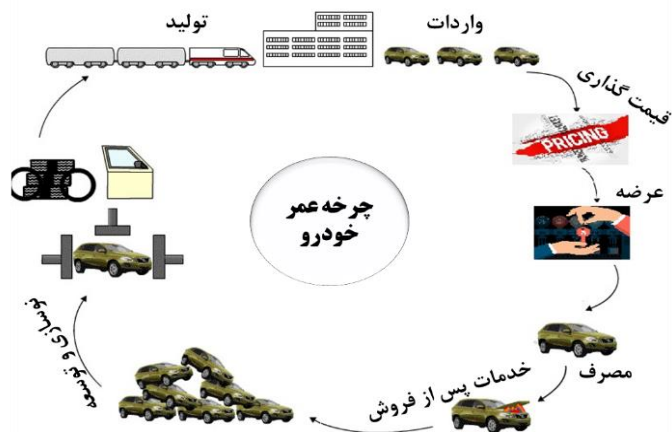 تولید
واردات
قیمت گذاری
PRICING
عرضه
چرخه عمر
خودرو
مصرف
خدمات پس از فروش
نوسازی و توسعه